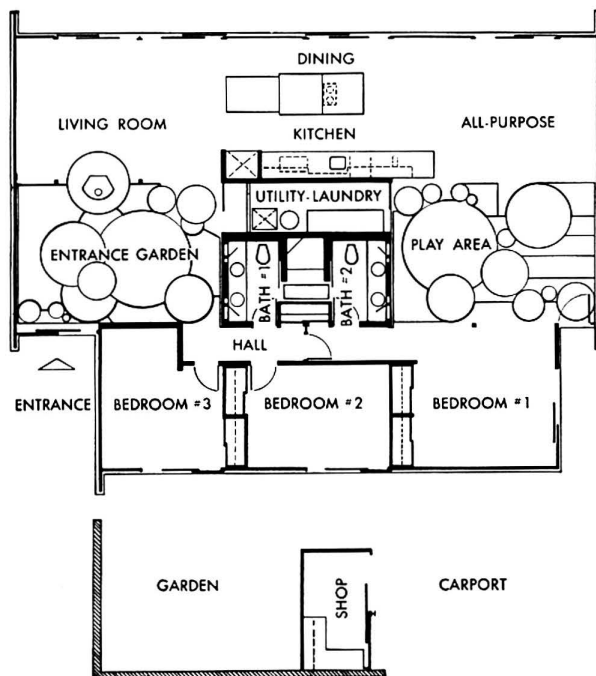 DINING
LIVING ROOM
KITCHEN
ALL-PURPOSE
UTILITY-LAUNDRY
ENTRANCE GARDEN
PLAY AREA
BATH #1
BATH #2
HALL
ENTRANCE
BEDROOM #3
BEDROOM #2
BEDROOM #1
GARDEN
SHOP
CARPORT